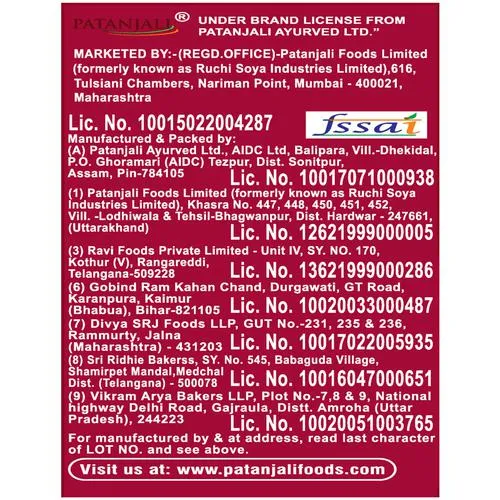 PATANJALI® UNDER BRAND LICENSE FROM
PATANJALI AYURVED LTD."
MARKETED BY:-(REGD.OFFICE)-Patanjali Foods Limited
(formerly known as Ruchi Soya Industries Limited),616,
Tulsiani Chambers, Nariman Point, Mumbai - 400021,
Maharashtra
Lic. No. 10015022004287 fssai
Manufactured & Packed by:
(A) Patanjali Ayurved Ltd., AIDC Ltd, Balipara, Vill.-Dhekidal,
P.O. Ghoramari (AIDC) Tezpur, Dist. Sonitpur,
Assam, Pin-784105 Lic. No. 10017071000938
(1) Patanjali Foods Limited (formerly known as Ruchi Soya
Industries Limited), Khasra No. 447, 448, 450, 451, 452,
Vill. -Lodhiwala & Tehsil-Bhagwanpur, Dist. Hardwar - 247661,
(Uttarakhand) Lic. No. 12621999000005
(3) Ravi Foods Private Limited - Unit IV, SY. NO. 170,
Kothur (V), Rangareddi,
Telangana-509228 Lic. No. 13621999000286
(6) Gobind Ram Kahan Chand, Durgawati, GT Road,
Karanpura, Kaimur
(Bhabua), Bihar-821105 Lic. No. 10020033000487
(7) Divya SRJ Foods LLP, GUT No.-231, 235 & 236,
Rammurty, Jalna
(Maharashtra) - 431203 Lic. No. 10017022005935
(8) Sri Ridhie Bakerss, SY. No. 545, Babaguda Village,
Shamirpet Mandal,Medchal
Dist. (Telangana) - 500078 Lic. No. 10016047000651
(9) Vikram Arya Bakers LLP, Plot No.-7,8 & 9, National
highway Delhi Road, Gajraula, Distt. Amroha (Uttar
Pradesh), 244223 Lic. No. 10020051003765
For manufactured by & at address, read last character
of LOT NO. and see above.
Visit us at: www.patanjalifoods.com